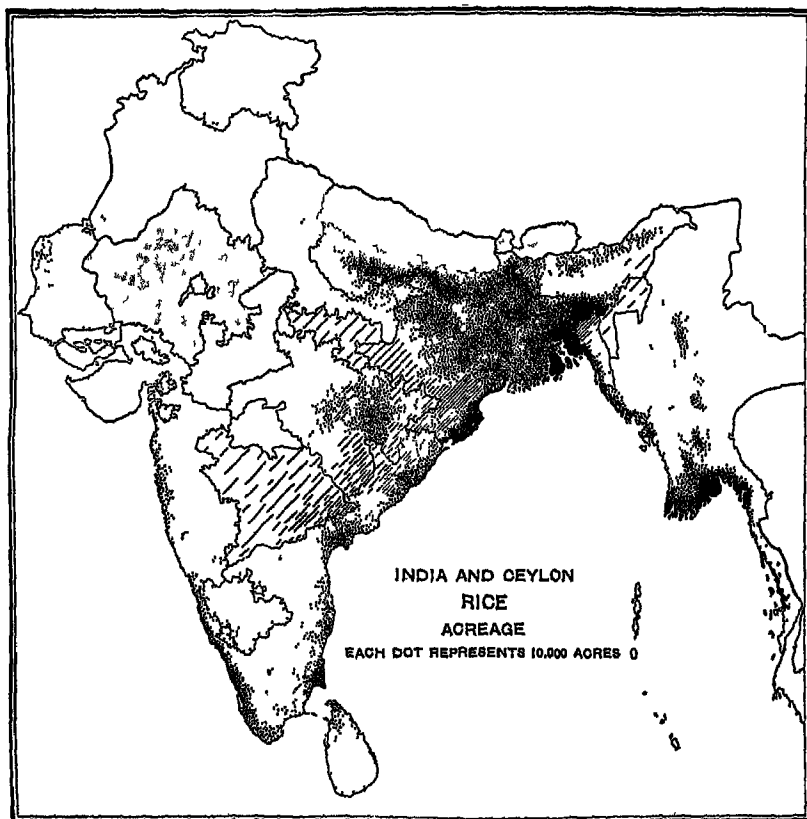 INDIA AND CEYLON
RICE
ACREAGE
EACH DOT REPRESENTS 10,000 ACRES